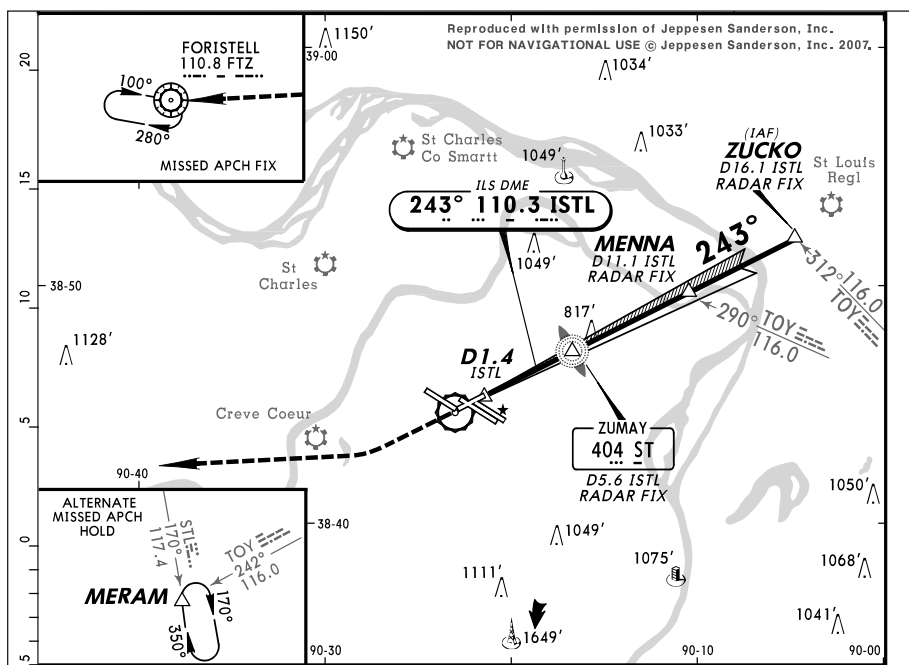 Reproduced with permission of Jeppesen Sanderson, Inc.
NOT FOR NAVIGATIONAL USE © Jeppesen Sanderson, Inc. 2007.
20
15
10
5
0
5
FORISTELL
110.8 FTZ
100°
280°
MISSED APCH FIX
1150'
39-00
1034'
1033'
St Charles
Co Smartt
1049'
(IAF)
ZUCKO
D16.1 ISTL
RADAR FIX
St Louis
Regl
ILS DME
243° 110.3 ISTL
1049'
MENNA
D11.1 ISTL
RADAR FIX
243°
312° 116.0
TOY
St
Charles
38-50
817'
290° TOY
116.0
1128'
D1.4
ISTL
Creve Coeur
ZUMAY
404 ST
D5.6 ISTL
RADAR FIX
90-40
ALTERNATE
MISSED APCH
HOLD
STL
170°
117.4
TOY
242°
116.0
MERAM
170°
350°
38-40
1049'
1050'
1075'
1111'
1068'
1649'
1041'
90-30
90-10
90-00